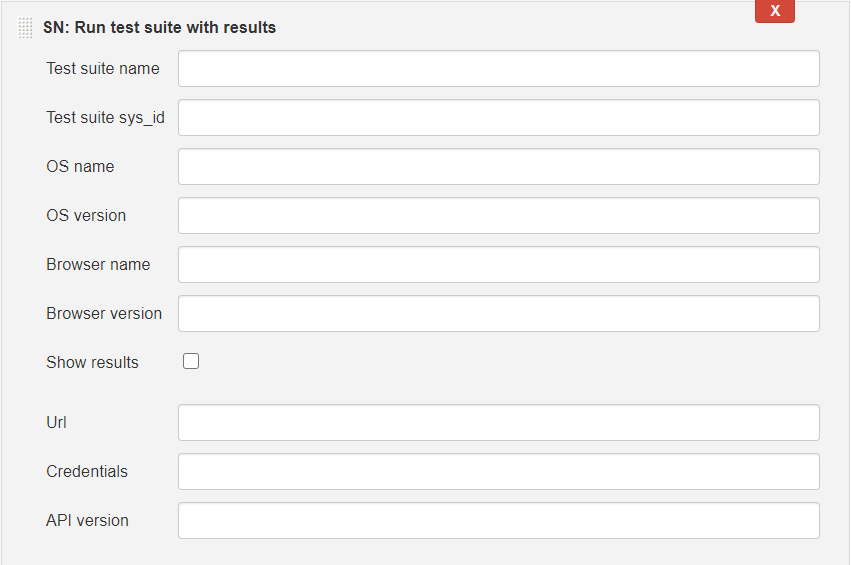 SN: Run test suite with results
X
Test suite name
Test suite sys_id
OS name
OS version
Browser name
Browser version
Show results
Url
Credentials
API version